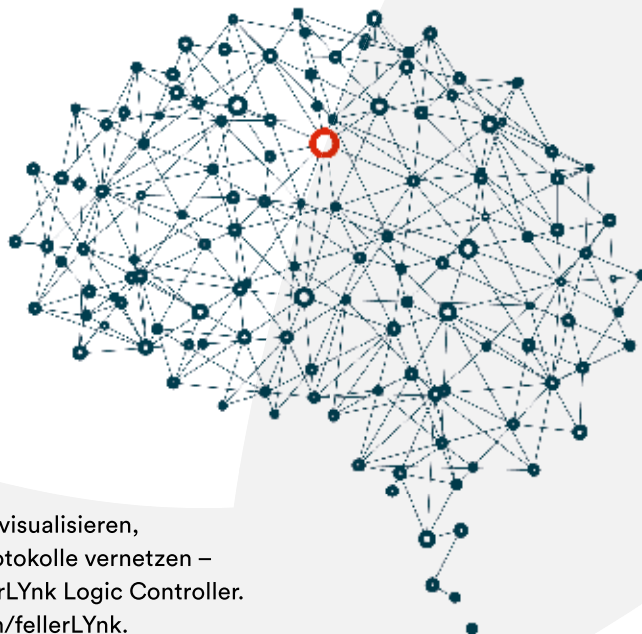 visualisieren,
otokolle vernetzen –
rLYnk Logic Controller.
n/fellerLYnk.